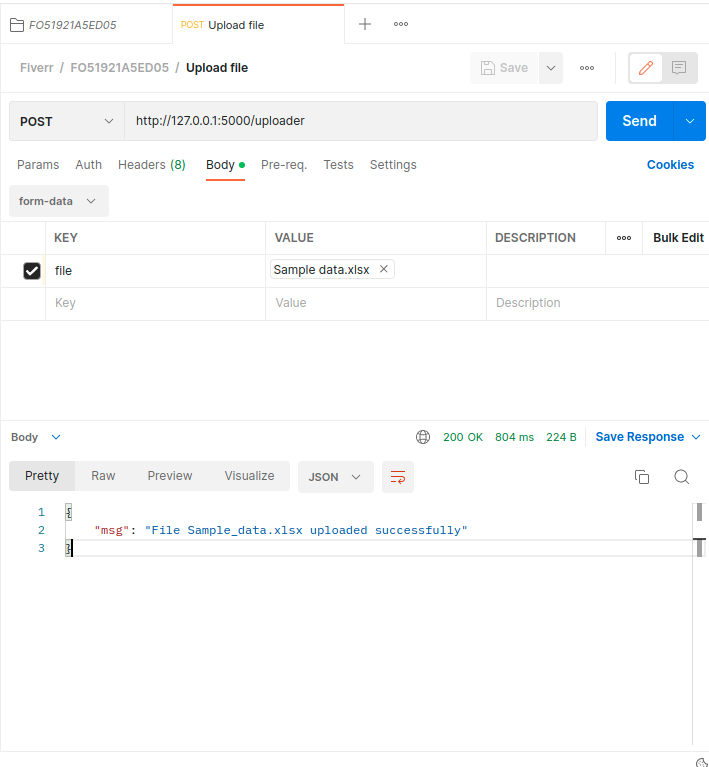 FO51921A5ED05 POST Upload file
Fiverr / FO51921A5ED05 / Upload file Save
POST http://127.0.0.1:5000/uploader Send
Params Auth Headers (8) Body Pre-req. Tests Settings Cookies
form-data
KEY VALUE DESCRIPTION Bulk Edit
file Sample data.xlsx
Key Value Description
Body 200 OK 804 ms 224 B Save Response
Pretty Raw Preview Visualize JSON
1 {
2 "msg": "File Sample_data.xlsx uploaded successfully"
3 }